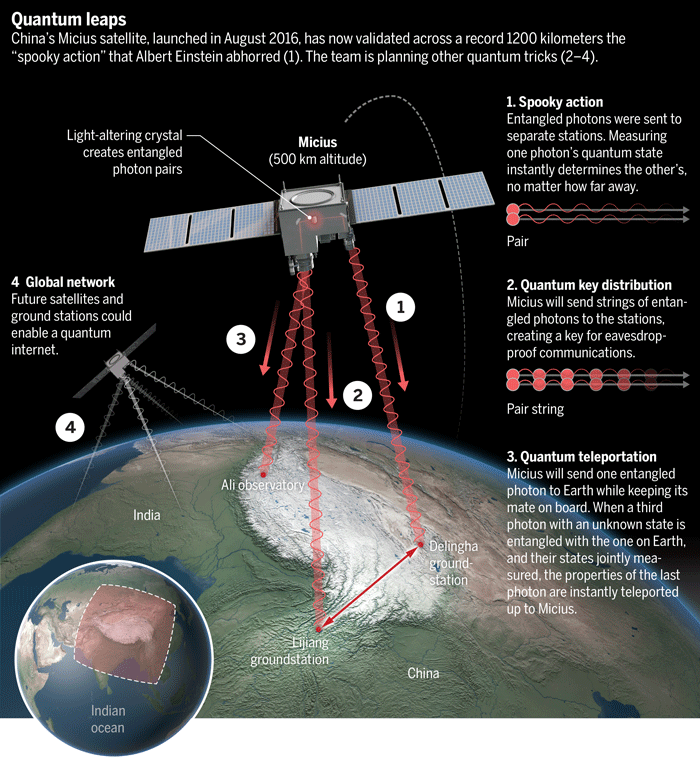 Quantum leaps
China's Micius satellite, launched in August 2016, has now validated across a record 1200 kilometers the
“spooky action” that Albert Einstein abhorred (1). The team is planning other quantum tricks (2–4).
Light-altering crystal
creates entangled
photon pairs
Micius
(500 km altitude)
1. Spooky action
Entangled photons were sent to
separate stations. Measuring
one photon's quantum state
instantly determines the other's,
no matter how far away.
Pair
2. Quantum key distribution
Micius will send strings of entan-
gled photons to the stations,
creating a key for eavesdrop-
proof communications.
Pair string
3. Quantum teleportation
Micius will send one entangled
photon to Earth while keeping its
mate on board. When a third
photon with an unknown state is
entangled with the one on Earth,
and their states jointly mea-
sured, the properties of the last
photon are instantly teleported
up to Micius.
4 Global network
Future satellites and
ground stations could
enable a quantum
internet.
1
3
2
4
Ali observatory
India
Delingha
ground-
station
Lijiang
groundstation
China
Indian
ocean